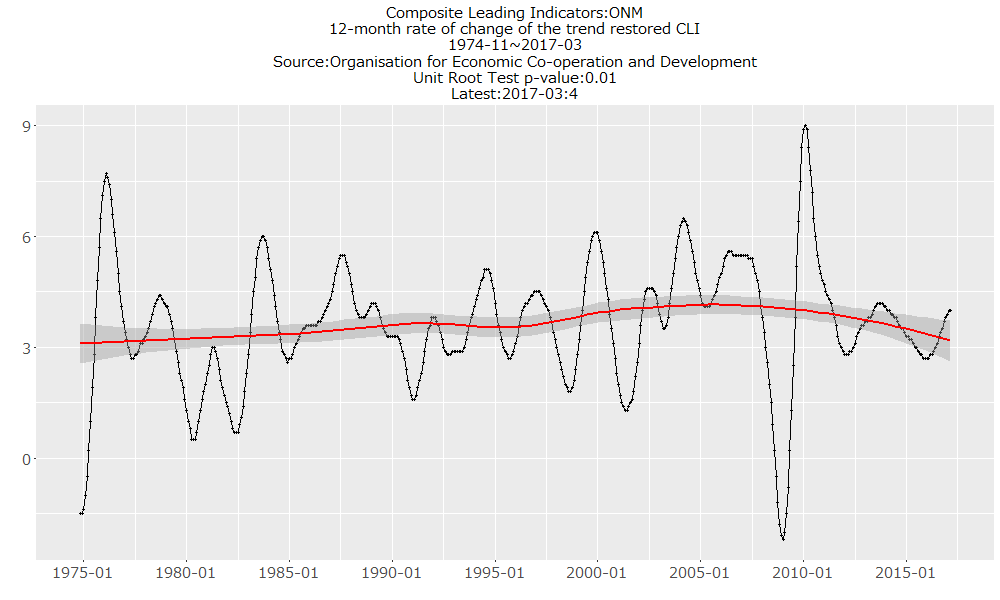 Composite Leading Indicators:ONM
12-month rate of change of the trend restored CLI
1974-11~2017-03
Source:Organisation for Economic Co-operation and Development
Unit Root Test p-value:0.01
Latest:2017-03:4
9
6
3
0
1975-01 1980-01 1985-01 1990-01 1995-01 2000-01 2005-01 2010-01 2015-01